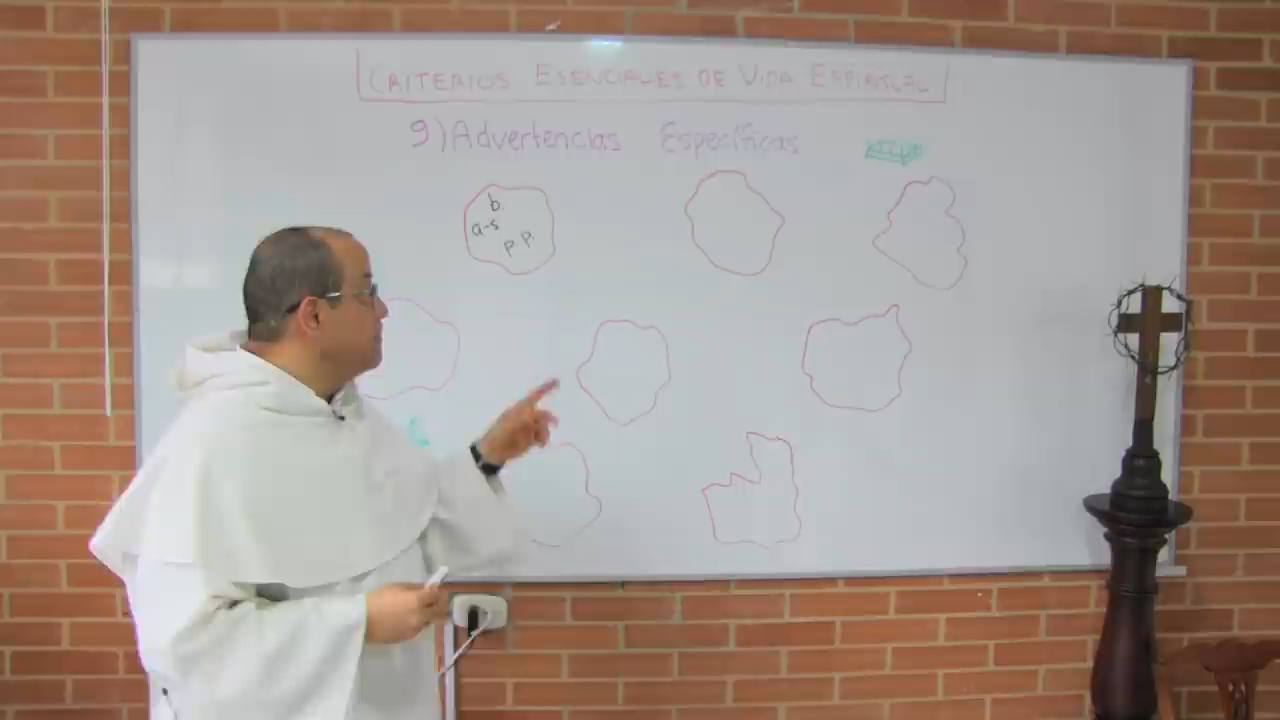 CRITERIOS ESENCIALES DE VIDA ESPIRITUAL
9) Advertencias Específicas
b.
a-s
p.p.